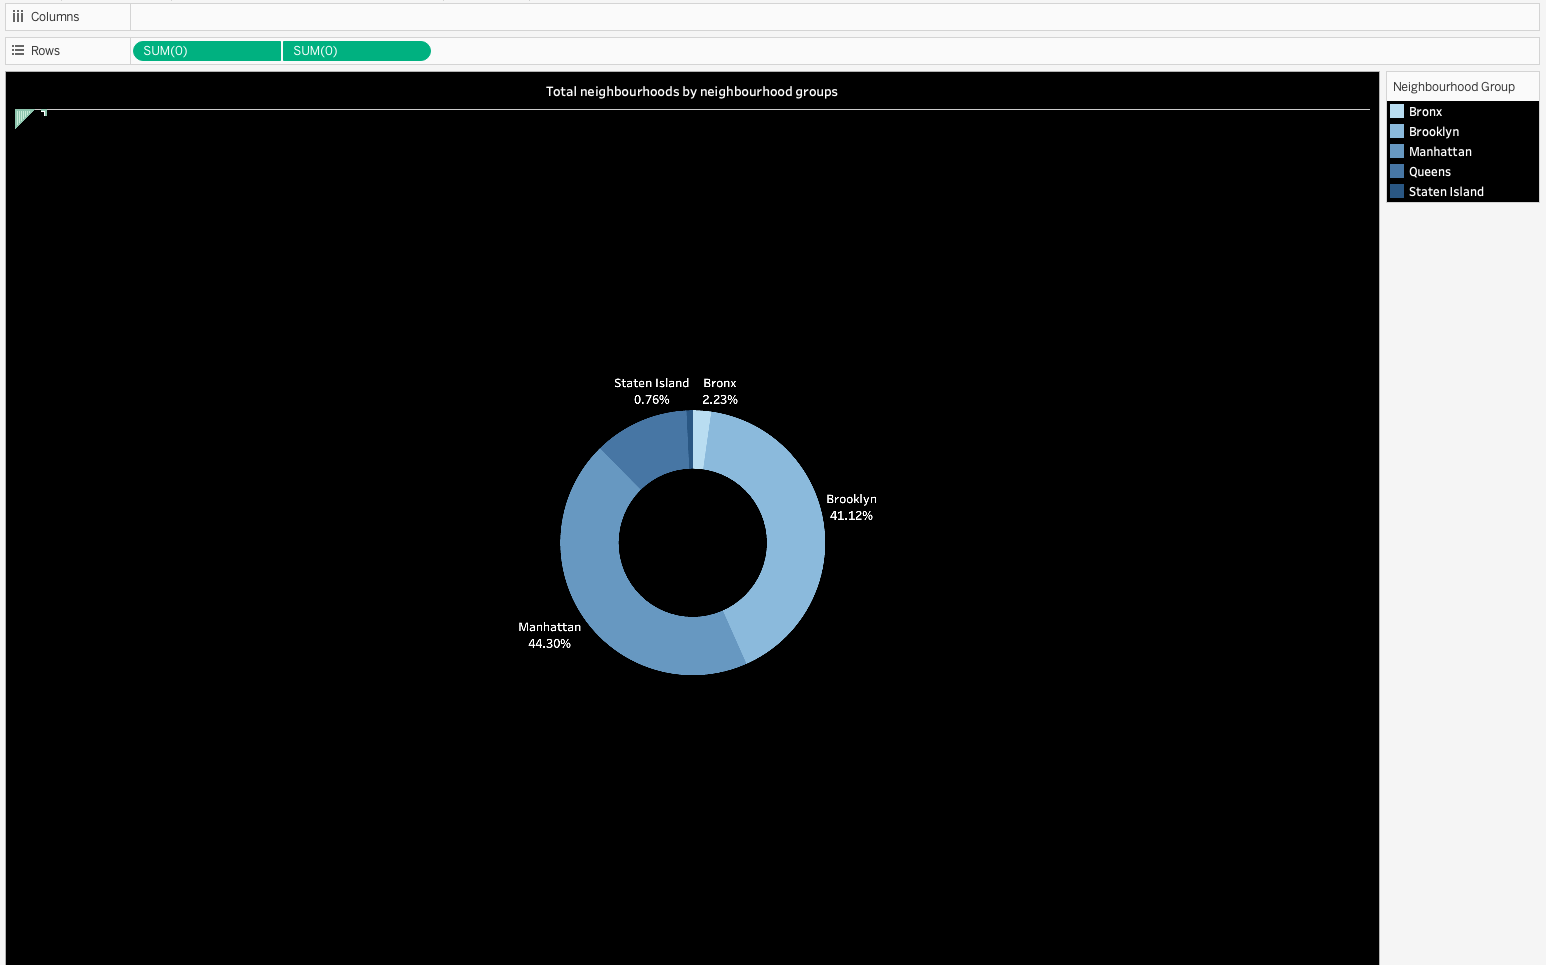 Columns
Rows
SUM(0)
SUM(0)
Total neighbourhoods by neighbourhood groups
Neighbourhood Group
Bronx
Brooklyn
Manhattan
Queens
Staten Island
Staten Island
0.76%
Bronx
2.23%
Brooklyn
41.12%
Manhattan
44.30%